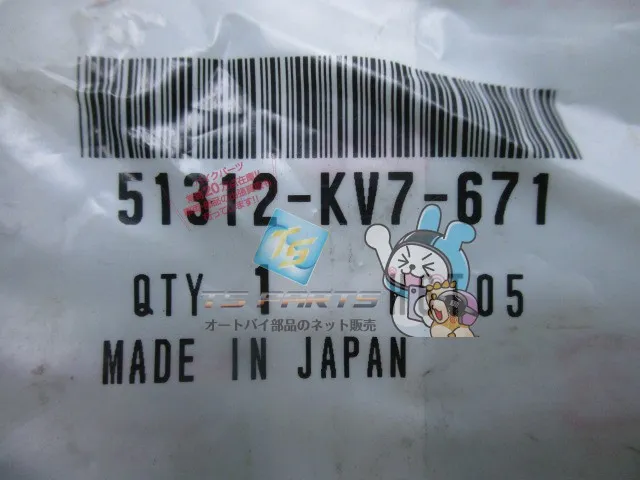 51312-KV7-671
TS
QTY 1
TS PARTS
オートバイ部品のネット販売
MADE IN JAPAN